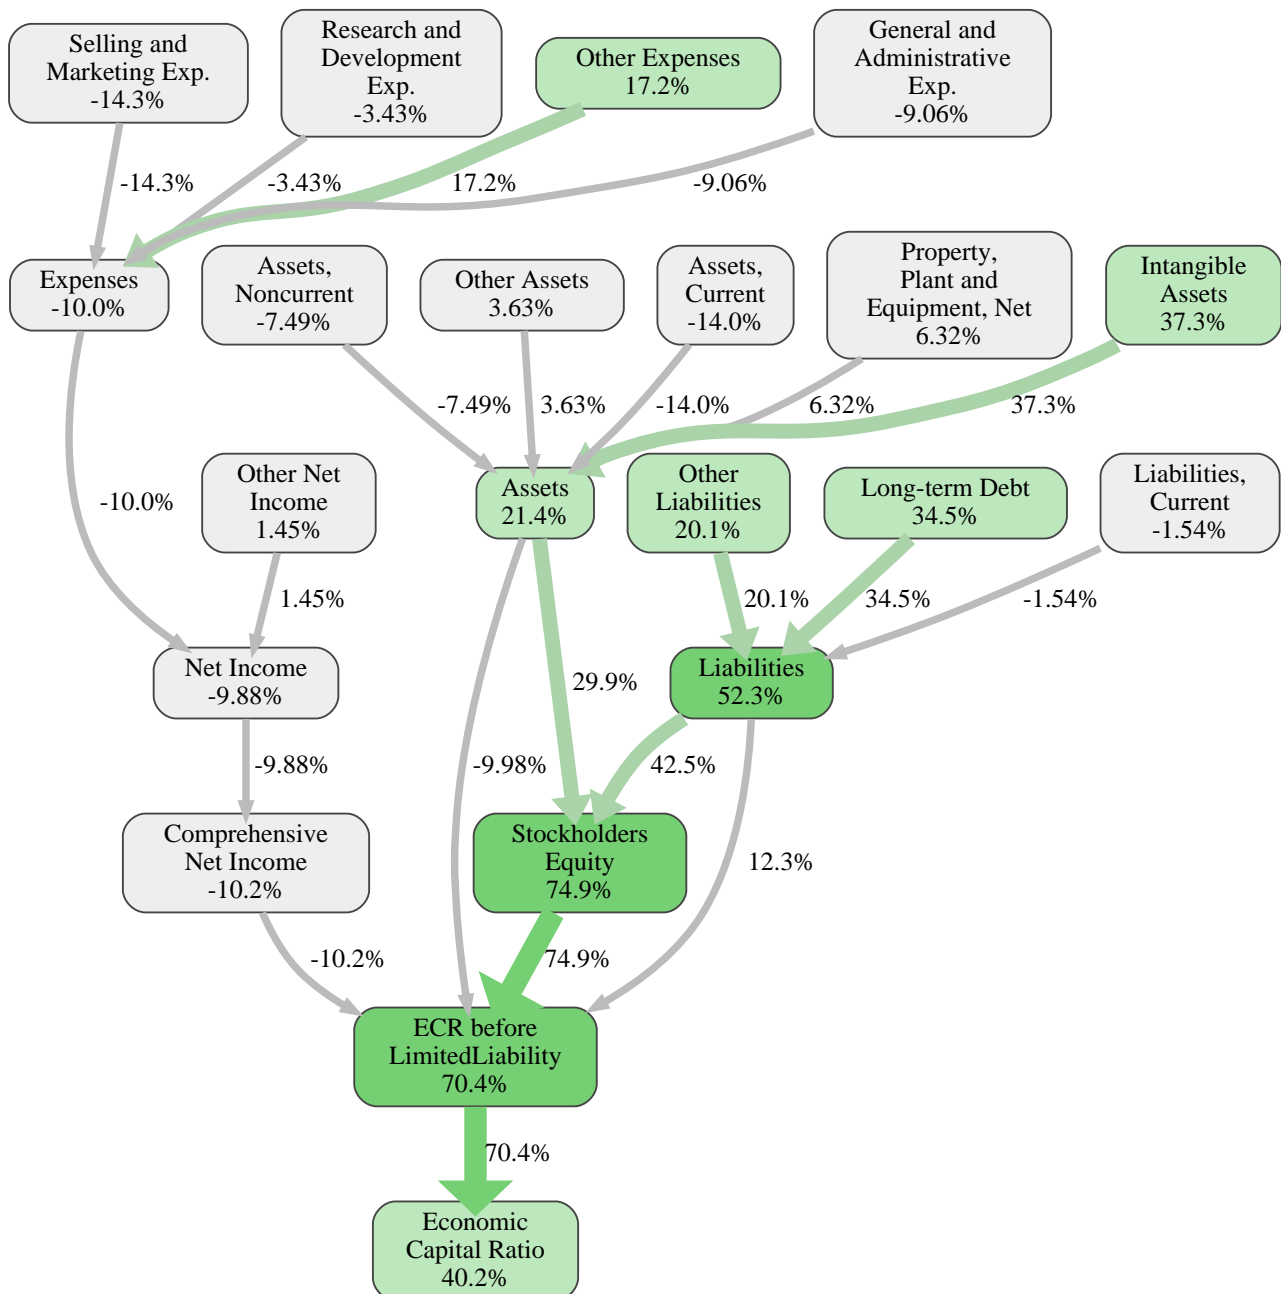 Selling and
Marketing Exp.
-14.3%
Research and
Development
Exp.
-3.43%
Other Expenses
17.2%
General and
Administrative
Exp.
-9.06%
-14.3%
-3.43%
17.2%
-9.06%
Expenses
-10.0%
Assets,
Noncurrent
-7.49%
Other Assets
3.63%
Assets,
Current
-14.0%
Property,
Plant and
Equipment, Net
6.32%
Intangible
Assets
37.3%
-7.49%
3.63%
-14.0%
6.32%
37.3%
-10.0%
Other Net
Income
1.45%
Assets
21.4%
Other
Liabilities
20.1%
Long-term Debt
34.5%
Liabilities,
Current
-1.54%
1.45%
20.1%
34.5%
-1.54%
Net Income
-9.88%
29.9%
Liabilities
52.3%
-9.88%
-9.98%
42.5%
Comprehensive
Net Income
-10.2%
Stockholders
Equity
74.9%
12.3%
-10.2%
74.9%
ECR before
LimitedLiability
70.4%
70.4%
Economic
Capital Ratio
40.2%